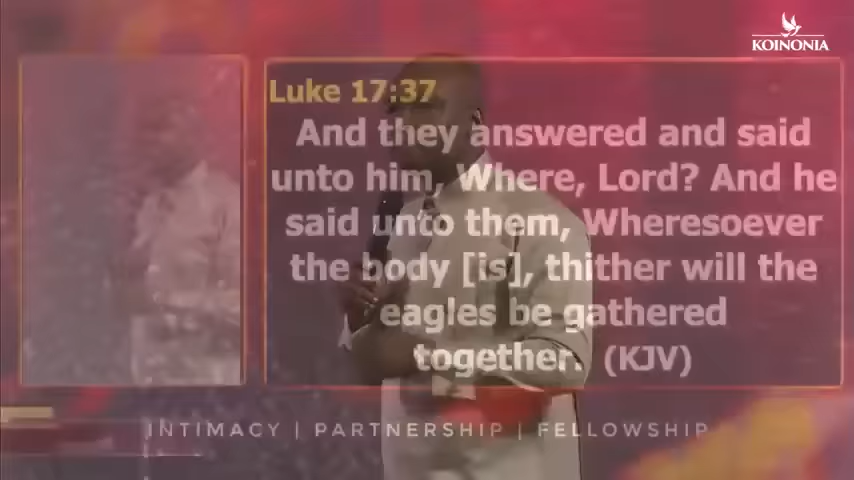 KOINONIA
Luke 17:37
And they answered and said
unto him, Where, Lord? And he
said unto them, Wheresoever
the body [is], thither will the
eagles be gathered
together. (KJV)
INTIMACY | PARTNERSHIP | FELLOWSHIP